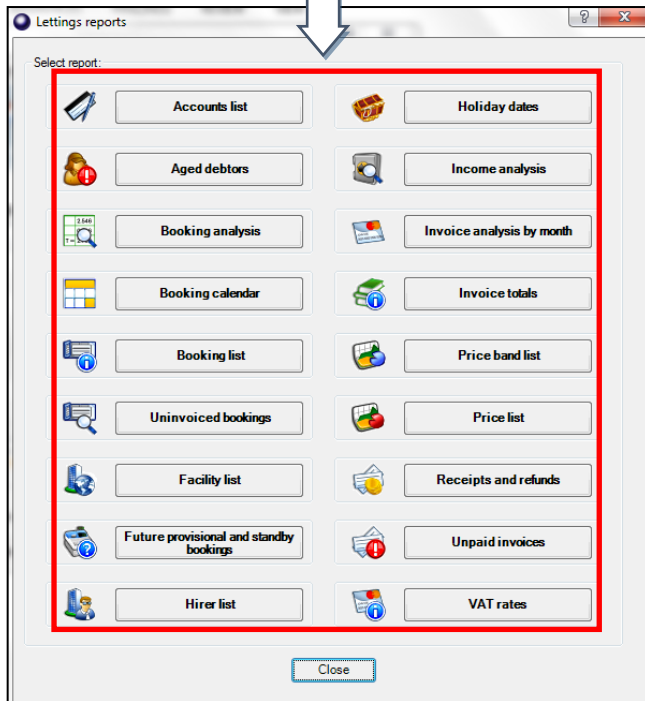 Lettings reports
Select report:
Accounts list
Holiday dates
Aged debtors
Income analysis
Booking analysis
Invoice analysis by month
Booking calendar
Invoice totals
Booking list
Price band list
Uninvoiced bookings
Price list
Facility list
Receipts and refunds
Future provisional and standby
bookings
Unpaid invoices
Hirer list
VAT rates
Close